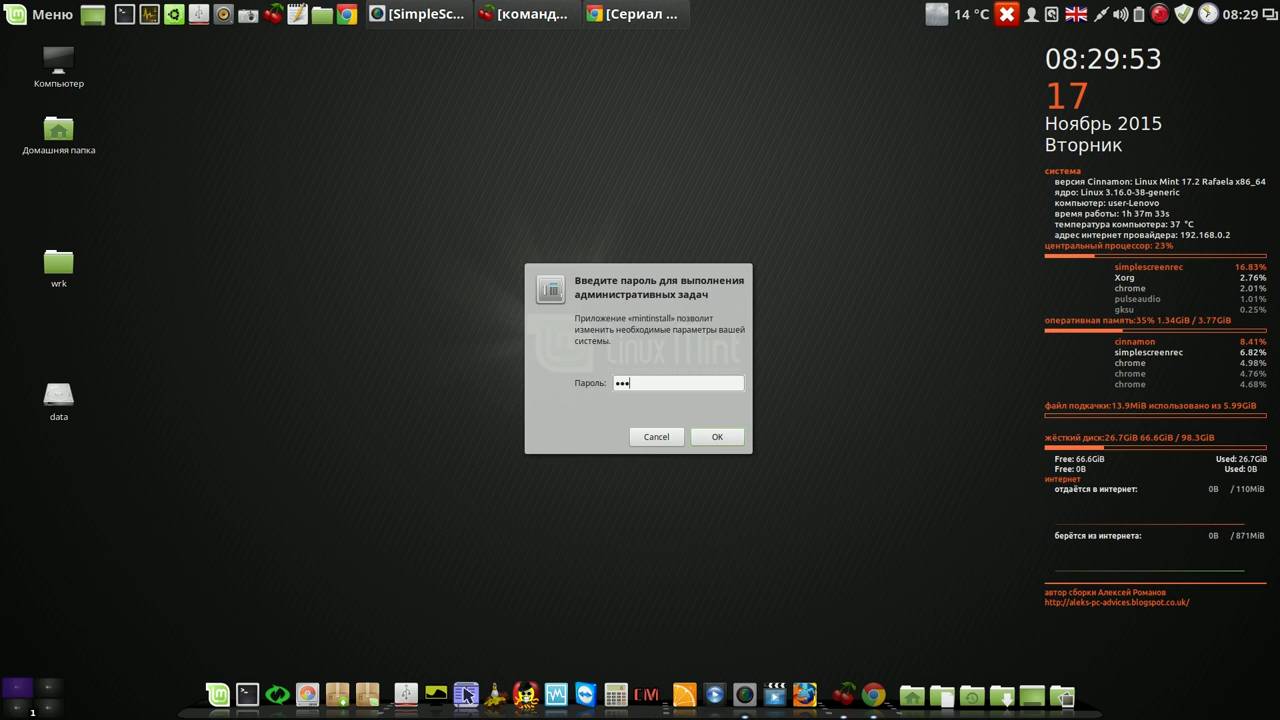 Меню
[SimpleSc...
[команд...
[Сериал ...
14 °C
08:29
Компьютер
Домашняя папка
wrk
data
08:29:53
17
Ноябрь 2015
Вторник
система
версия Cinnamon: Linux Mint 17.2 Rafaela x86_64
ядро: Linux 3.16.0-38-generic
компьютер: user-Lenovo
время работы: 1h 37m 33s
температура компьютера: 37 °C
адрес интернет провайдера: 192.168.0.2
центральный процессор: 23%
simplescreenrec 16.83%
Xorg 2.76%
chrome 2.01%
pulseaudio 1.01%
gksu 0.25%
оперативная память:35% 1.34GiB / 3.77GiB
cinnamon 8.41%
simplescreenrec 6.82%
chrome 4.98%
chrome 4.76%
chrome 4.68%
файл подкачки:13.9MiB использовано из 5.99GiB
жёсткий диск:26.7GiB 66.6GiB / 98.3GiB
Free: 66.6GiB Used: 26.7GiB
Free: 0B Used: 0B
интернет
отдаётся в интернет: 0B / 110MiB
берётся из интернета: 0B / 871MiB
автор сборки Алексей Романов
http://aleks-pc-advices.blogspot.co.uk/
Введите пароль для выполнения
административных задач
Приложение «mintinstall» позволит
изменить необходимые параметры вашей
системы.
Linux Mint
Пароль: •••
Cancel
OK
1